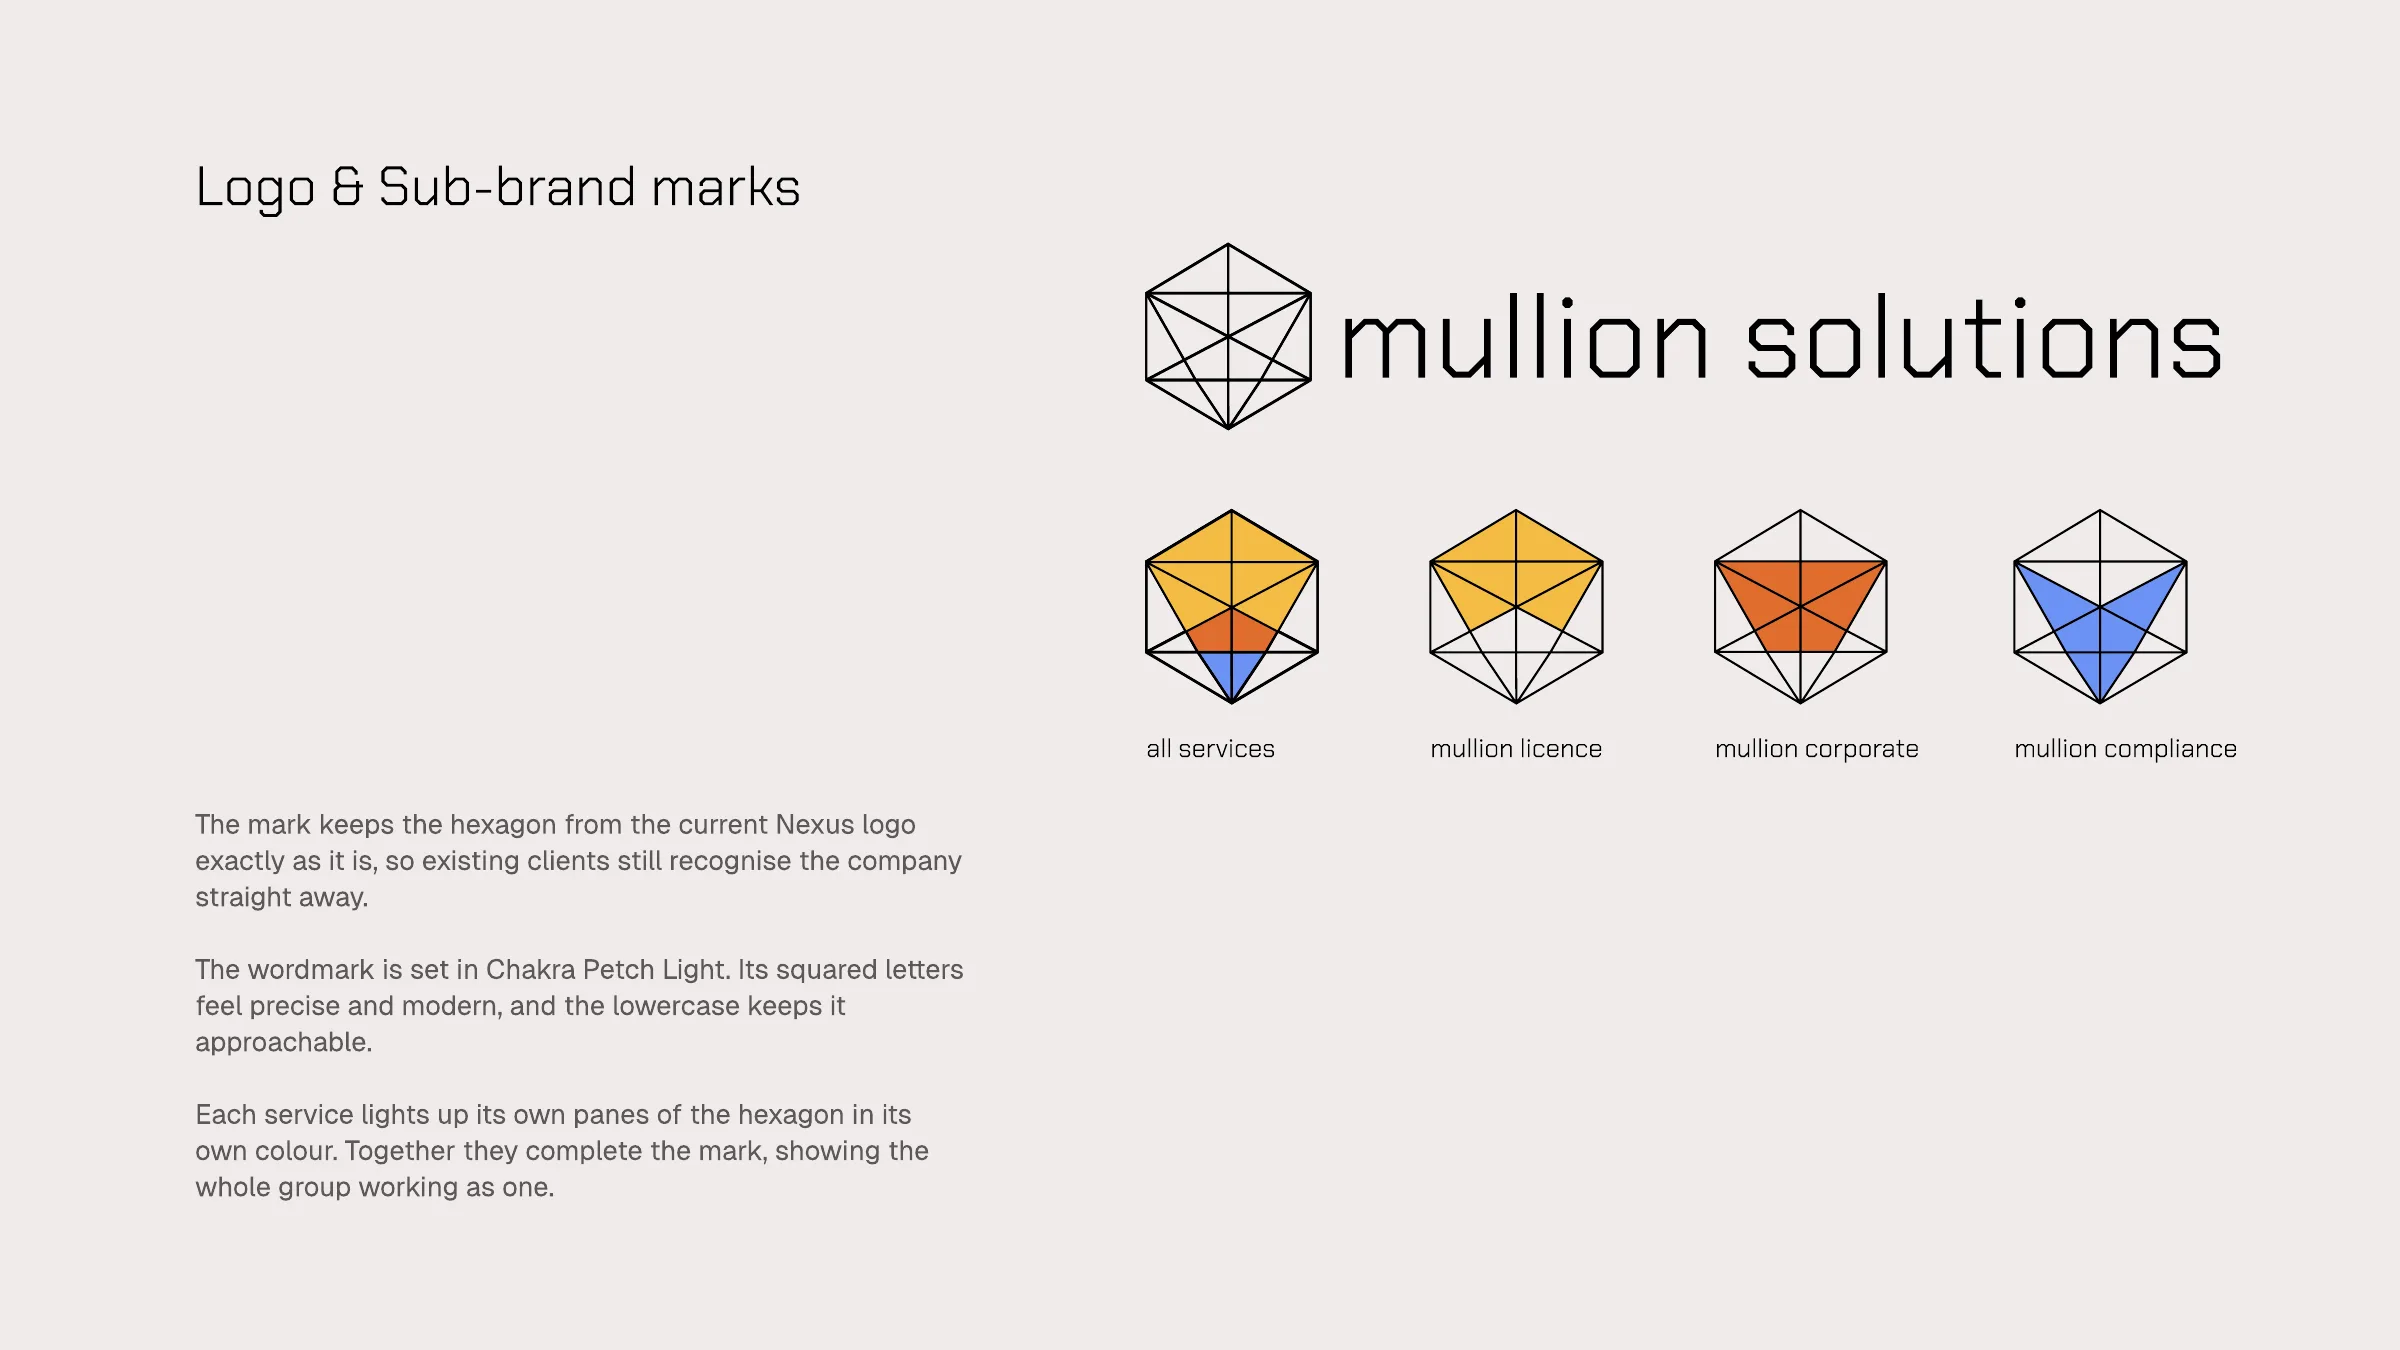 Logo & Sub-brand marks
mullion solutions
all services
mullion licence
mullion corporate
mullion compliance
The mark keeps the hexagon from the current Nexus logo
exactly as it is, so existing clients still recognise the company
straight away.
The wordmark is set in Chakra Petch Light. Its squared letters
feel precise and modern, and the lowercase keeps it
approachable.
Each service lights up its own panes of the hexagon in its
own colour. Together they complete the mark, showing the
whole group working as one.